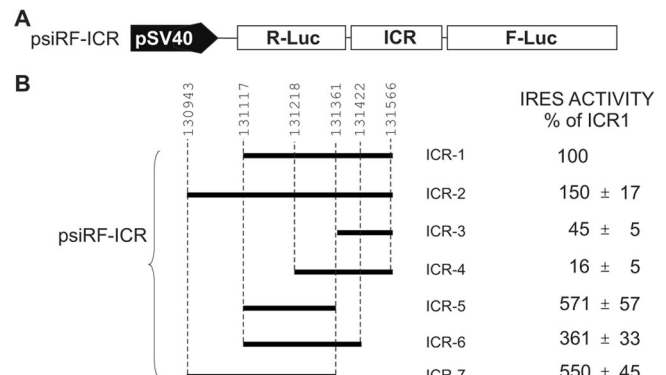 A
psiRF-ICR pSV40 R-Luc ICR F-Luc
B
130943 131117 131218 131361 131422 131566
IRES ACTIVITY
% of ICR1
ICR-1 100
ICR-2 150 ± 17
psiRF-ICR
ICR-3 45 ± 5
ICR-4 16 ± 5
ICR-5 571 ± 57
ICR-6 361 ± 33
ICR-7 550 ± 45